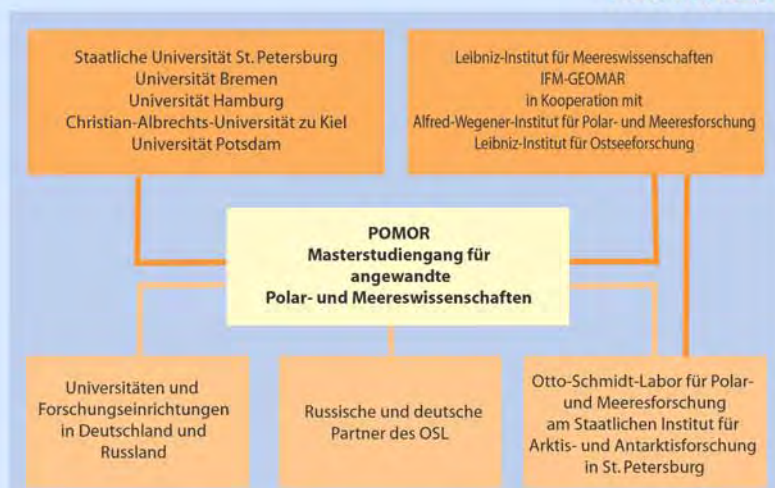 Staatliche Universität St. Petersburg
Universität Bremen
Universität Hamburg
Christian-Albrechts-Universität zu Kiel
Universität Potsdam
Leibniz-Institut für Meereswissenschaften
IFM-GEOMAR
in Kooperation mit
Alfred-Wegener-Institut für Polar- und Meeresforschung
Leibniz-Institut für Ostseeforschung
POMOR
Masterstudiengang für
angewandte
Polar- und Meereswissenschaften
Universitäten und
Forschungseinrichtungen
in Deutschland und
Russland
Russische und deutsche
Partner des OSL
Otto-Schmidt-Labor für Polar-
und Meeresforschung
am Staatlichen Institut für
Arktis- und Antarktisforschung
in St. Petersburg